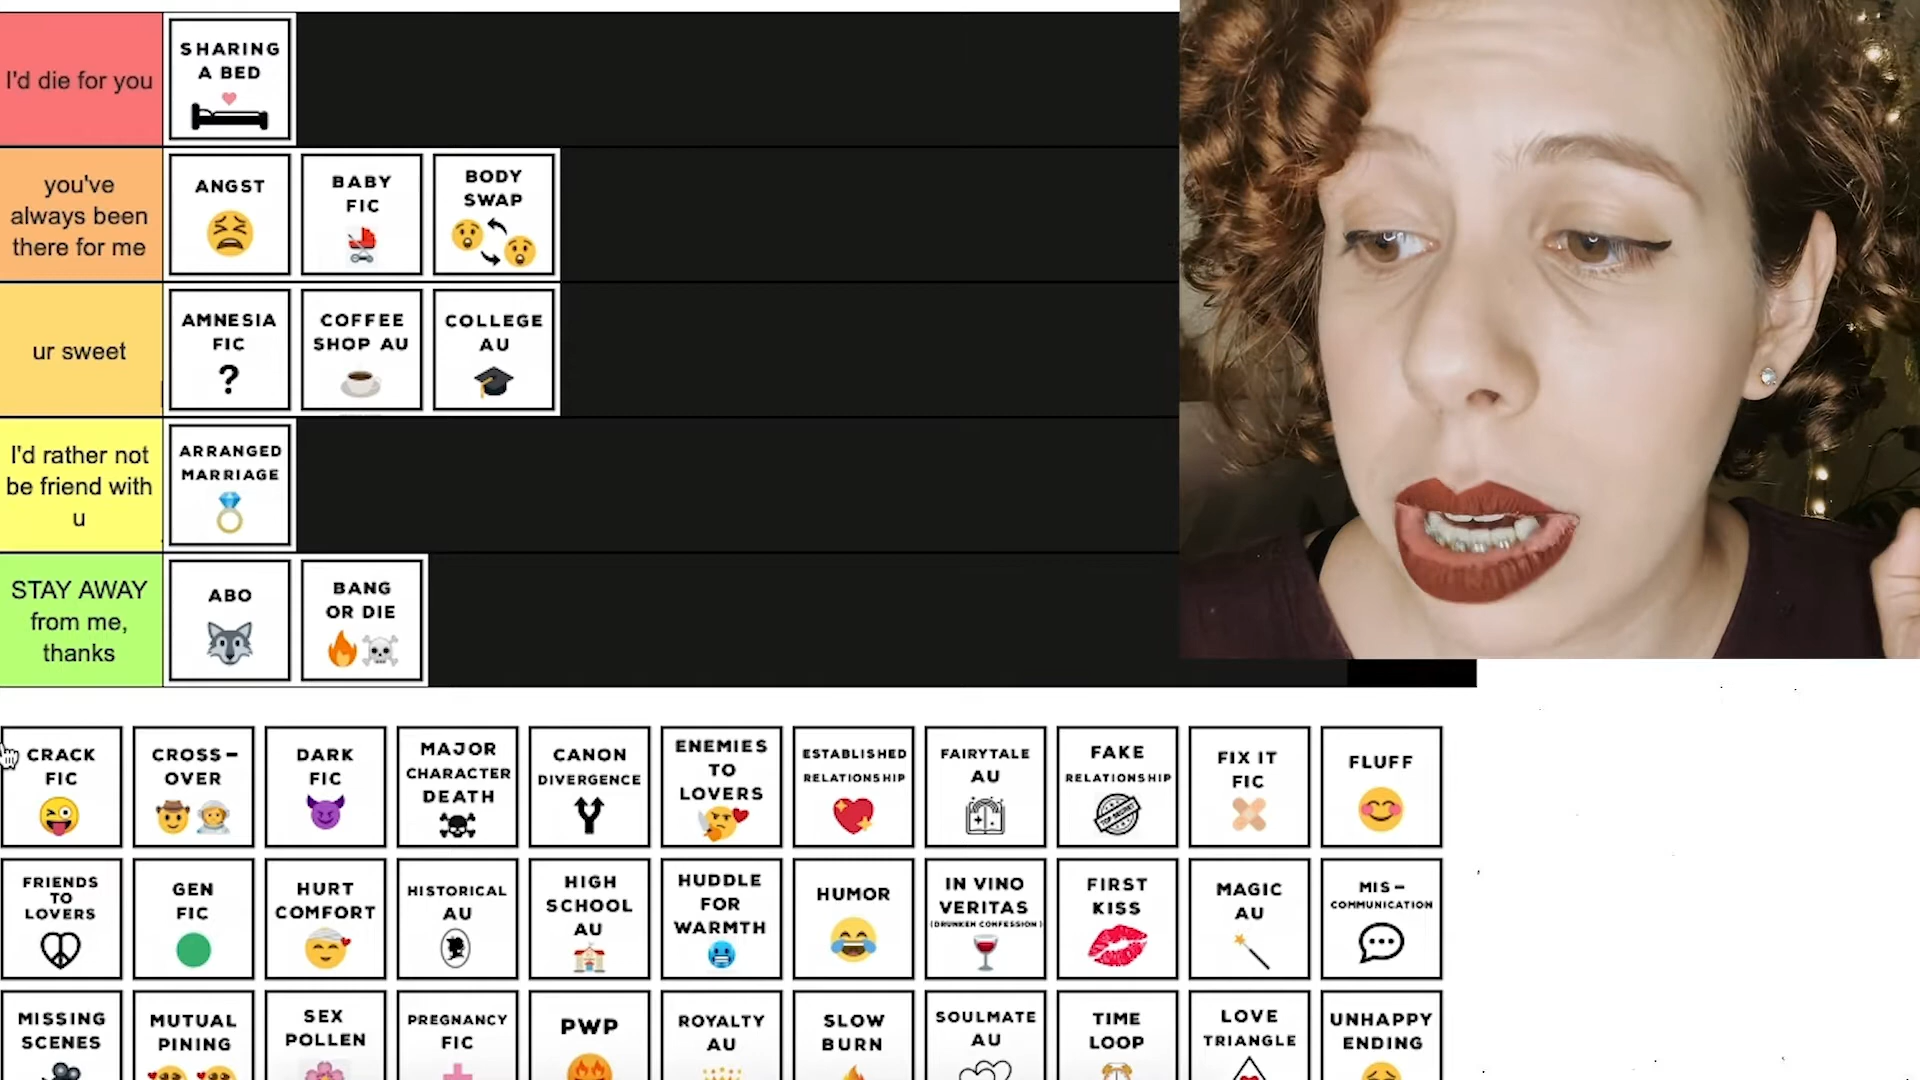 I'd die for you
SHARING
A BED
you've
always been
there for me
ANGST
BABY
FIC
BODY
SWAP
ur sweet
AMNESIA
FIC
?
COFFEE
SHOP AU
COLLEGE
AU
I'd rather not
be friend with
u
ARRANGED
MARRIAGE
STAY AWAY
from me,
thanks
ABO
BANG
OR DIE
CRACK
FIC
CROSS-
OVER
DARK
FIC
MAJOR
CHARACTER
DEATH
CANON
DIVERGENCE
ENEMIES
TO
LOVERS
ESTABLISHED
RELATIONSHIP
FAIRYTALE
AU
FAKE
RELATIONSHIP
TOP SECRET
FIX IT
FIC
FLUFF
FRIENDS
TO
LOVERS
GEN
FIC
HURT
COMFORT
HISTORICAL
AU
HIGH
SCHOOL
AU
HUDDLE
FOR
WARMTH
HUMOR
IN VINO
VERITAS
(DRUNKEN CONFESSION)
FIRST
KISS
MAGIC
AU
MIS-
COMMUNICATION
MISSING
SCENES
MUTUAL
PINING
SEX
POLLEN
PREGNANCY
FIC
PWP
ROYALTY
AU
SLOW
BURN
SOULMATE
AU
TIME
LOOP
LOVE
TRIANGLE
UNHAPPY
ENDING